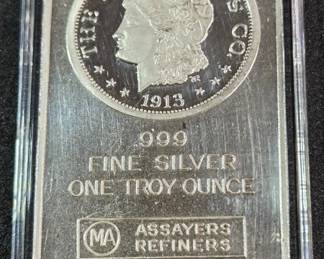 THE
CO.
1913
999
FINE SILVER
ONE TROY OUNCE
MA ASSAYERS
REFINERS